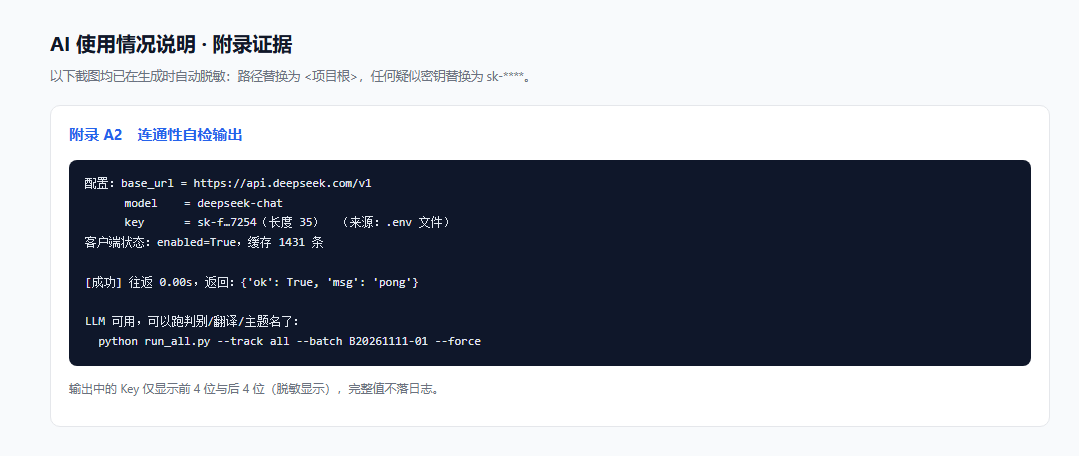 AI 使用情况说明 · 附录证据
以下截图均已在生成时自动脱敏：路径替换为 <项目根>，任何疑似密钥替换为 sk-****。
附录 A2 连通性自检输出
配置：base_url = https://api.deepseek.com/v1
model = deepseek-chat
key = sk-f…7254（长度 35） （来源：.env 文件）
客户端状态：enabled=True，缓存 1431 条
[成功] 往返 0.00s，返回：{'ok': True, 'msg': 'pong'}
LLM 可用，可以跑判别/翻译/主题名了：
python run_all.py --track all --batch B20261111-01 --force
输出中的 Key 仅显示前 4 位与后 4 位（脱敏显示），完整值不落日志。